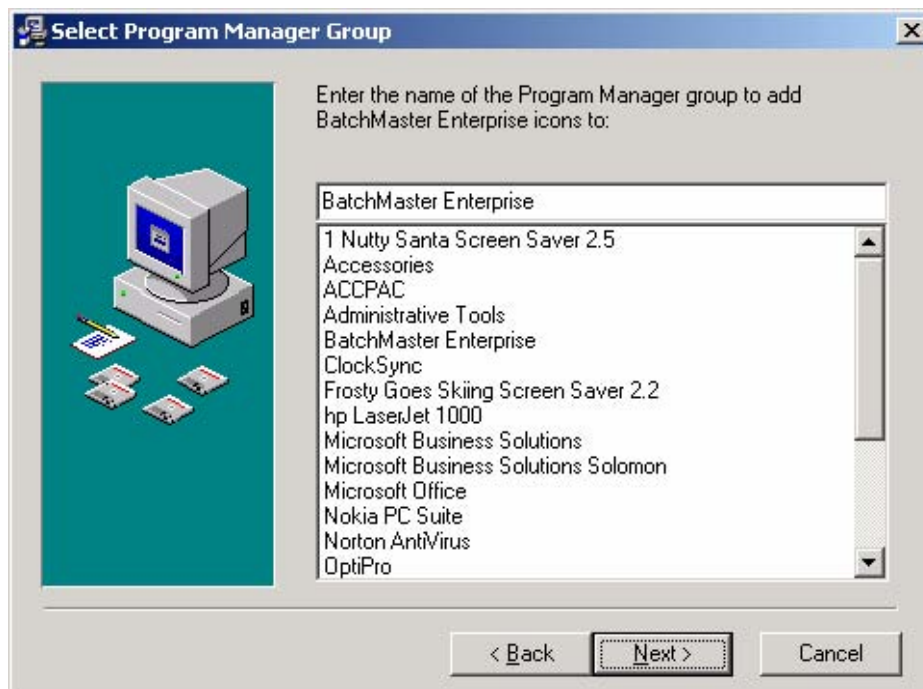 Select Program Manager Group
Enter the name of the Program Manager group to add
BatchMaster Enterprise icons to:
BatchMaster Enterprise
1 Nutty Santa Screen Saver 2.5
Accessories
ACCPAC
Administrative Tools
BatchMaster Enterprise
ClockSync
Frosty Goes Skiing Screen Saver 2.2
hp LaserJet 1000
Microsoft Business Solutions
Microsoft Business Solutions Solomon
Microsoft Office
Nokia PC Suite
Norton AntiVirus
OptiPro
< Back
Next >
Cancel